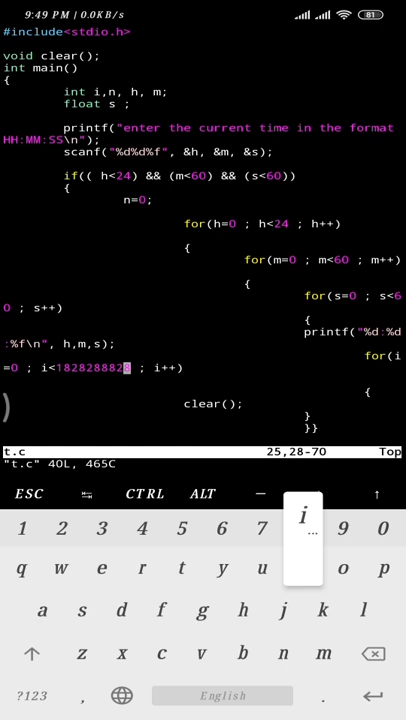 9:49 PM | 0.0KB/s 81
#include<stdio.h>
void clear();
int main()
{
int i,n, h, m;
float s ;
printf("enter the current time in the format
HH:MM:SS\n");
scanf("%d%d%f", &h, &m, &s);
if(( h<24) && (m<60) && (s<60))
{
n=0;
for(h=0 ; h<24 ; h++)
{
for(m=0 ; m<60 ; m++)
{
for(s=0 ; s<6
0 ; s++)
{
printf("%d:%d
:%f\n", h,m,s);
for(i
=0 ; i<1828288828 ; i++)
{
clear();
}
}}
t.c 25,28-70 Top
"t.c" 40L, 465C
ESC ↹ CTRL ALT — ↑
1 2 3 4 5 6 7 i... 9 0
q w e r t y u o p
a s d f g h j k l
z x c v b n m
?123 , English .